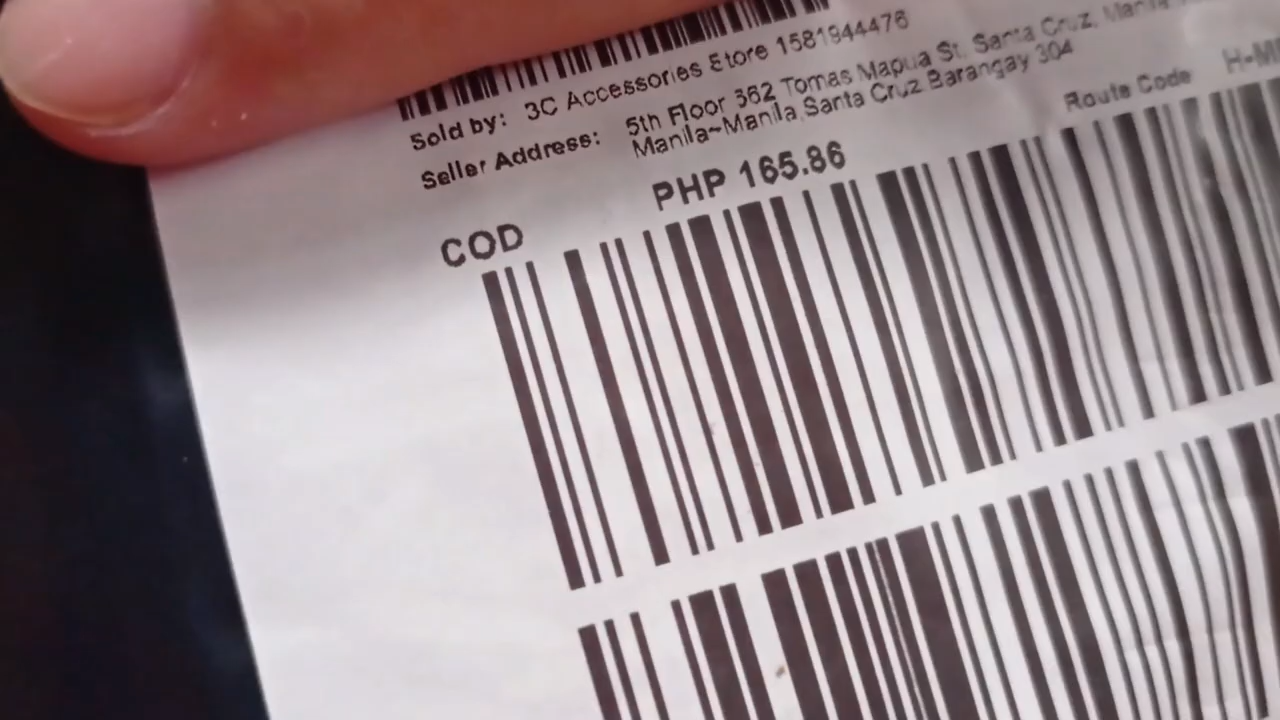 Sold by: 3C Accessories Store 1581944476
Seller Address: 5th Floor 362 Tomas Mapua St. Santa Cruz, Manila
Manila~Manila Santa Cruz Barangay 304
Route Code
COD PHP 165.86